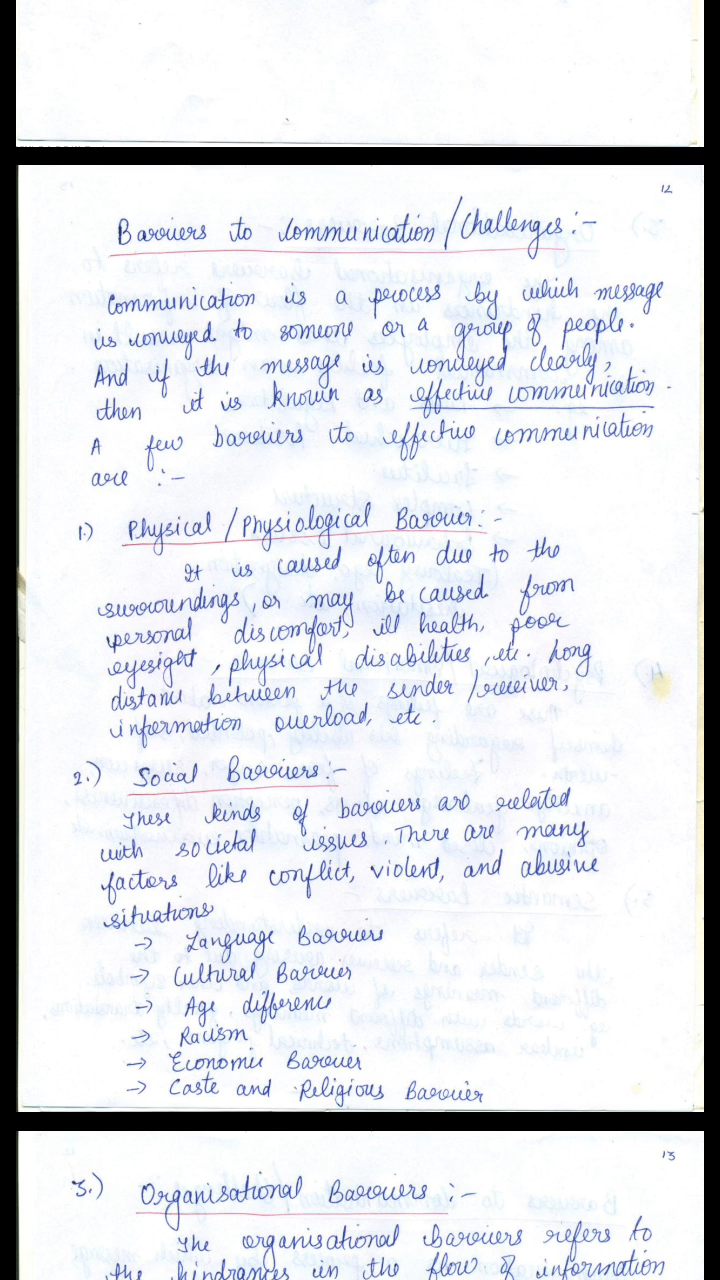 12
Barriers to Communication/Challenges:-
Communication is a process by which message
is conveyed to someone or a group of people.
And if the message is conveyed clearly,
then it is known as effective communication.
A few barriers to effective communication
are :-
1.) Physical/Physiological Barrier:-
It is caused often due to the
surroundings, or may be caused from
personal discomfort, ill health, poor
eyesight, physical disabilities, etc. Long
distance between the sender/receiver,
information overload, etc.
2.) Social Barriers:-
These kinds of barriers are related
with societal issues. There are many
factors like conflict, violent, and abusive
situations
→ Language Barriers
→ Cultural Barrier
→ Age difference
→ Racism
→ Economic Barrier
→ Caste and Religious Barrier
13
3.) Organisational Barriers:-
The organisational barriers refers to
the hindrances in the flow of information